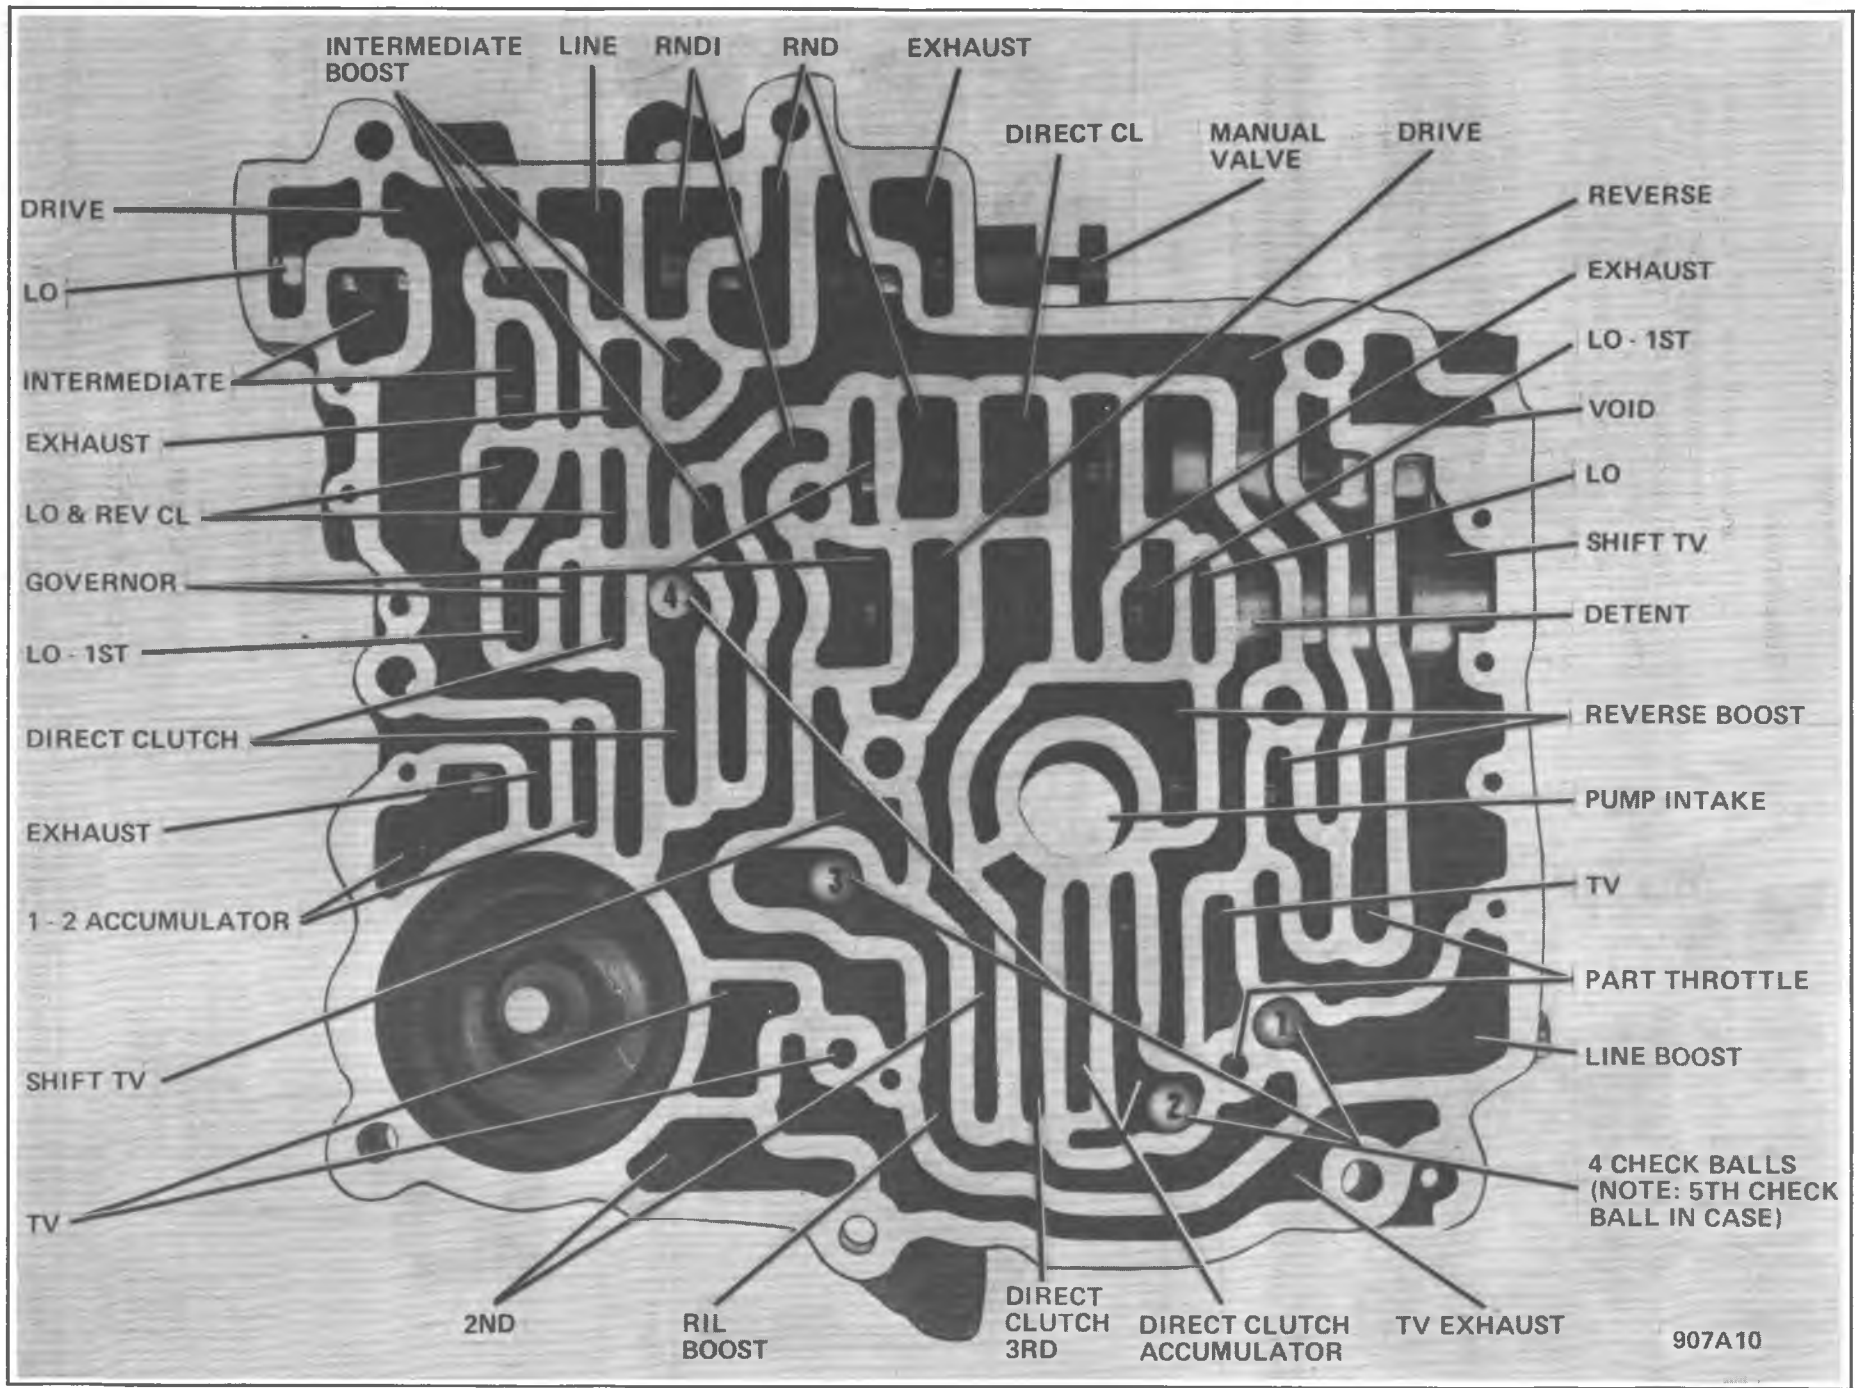 INTERMEDIATE
BOOST
LINE
RNDI
RND
EXHAUST
DIRECT CL
MANUAL
VALVE
DRIVE
REVERSE
EXHAUST
LO - 1ST
VOID
LO
SHIFT TV
DETENT
REVERSE BOOST
PUMP INTAKE
TV
PART THROTTLE
LINE BOOST
4 CHECK BALLS
(NOTE: 5TH CHECK
BALL IN CASE)
DRIVE
LO
INTERMEDIATE
EXHAUST
LO & REV CL
GOVERNOR
LO - 1ST
DIRECT CLUTCH
EXHAUST
1 - 2 ACCUMULATOR
SHIFT TV
TV
4
3
1
2
2ND
RIL
BOOST
DIRECT
CLUTCH
3RD
DIRECT CLUTCH
ACCUMULATOR
TV EXHAUST
907A10